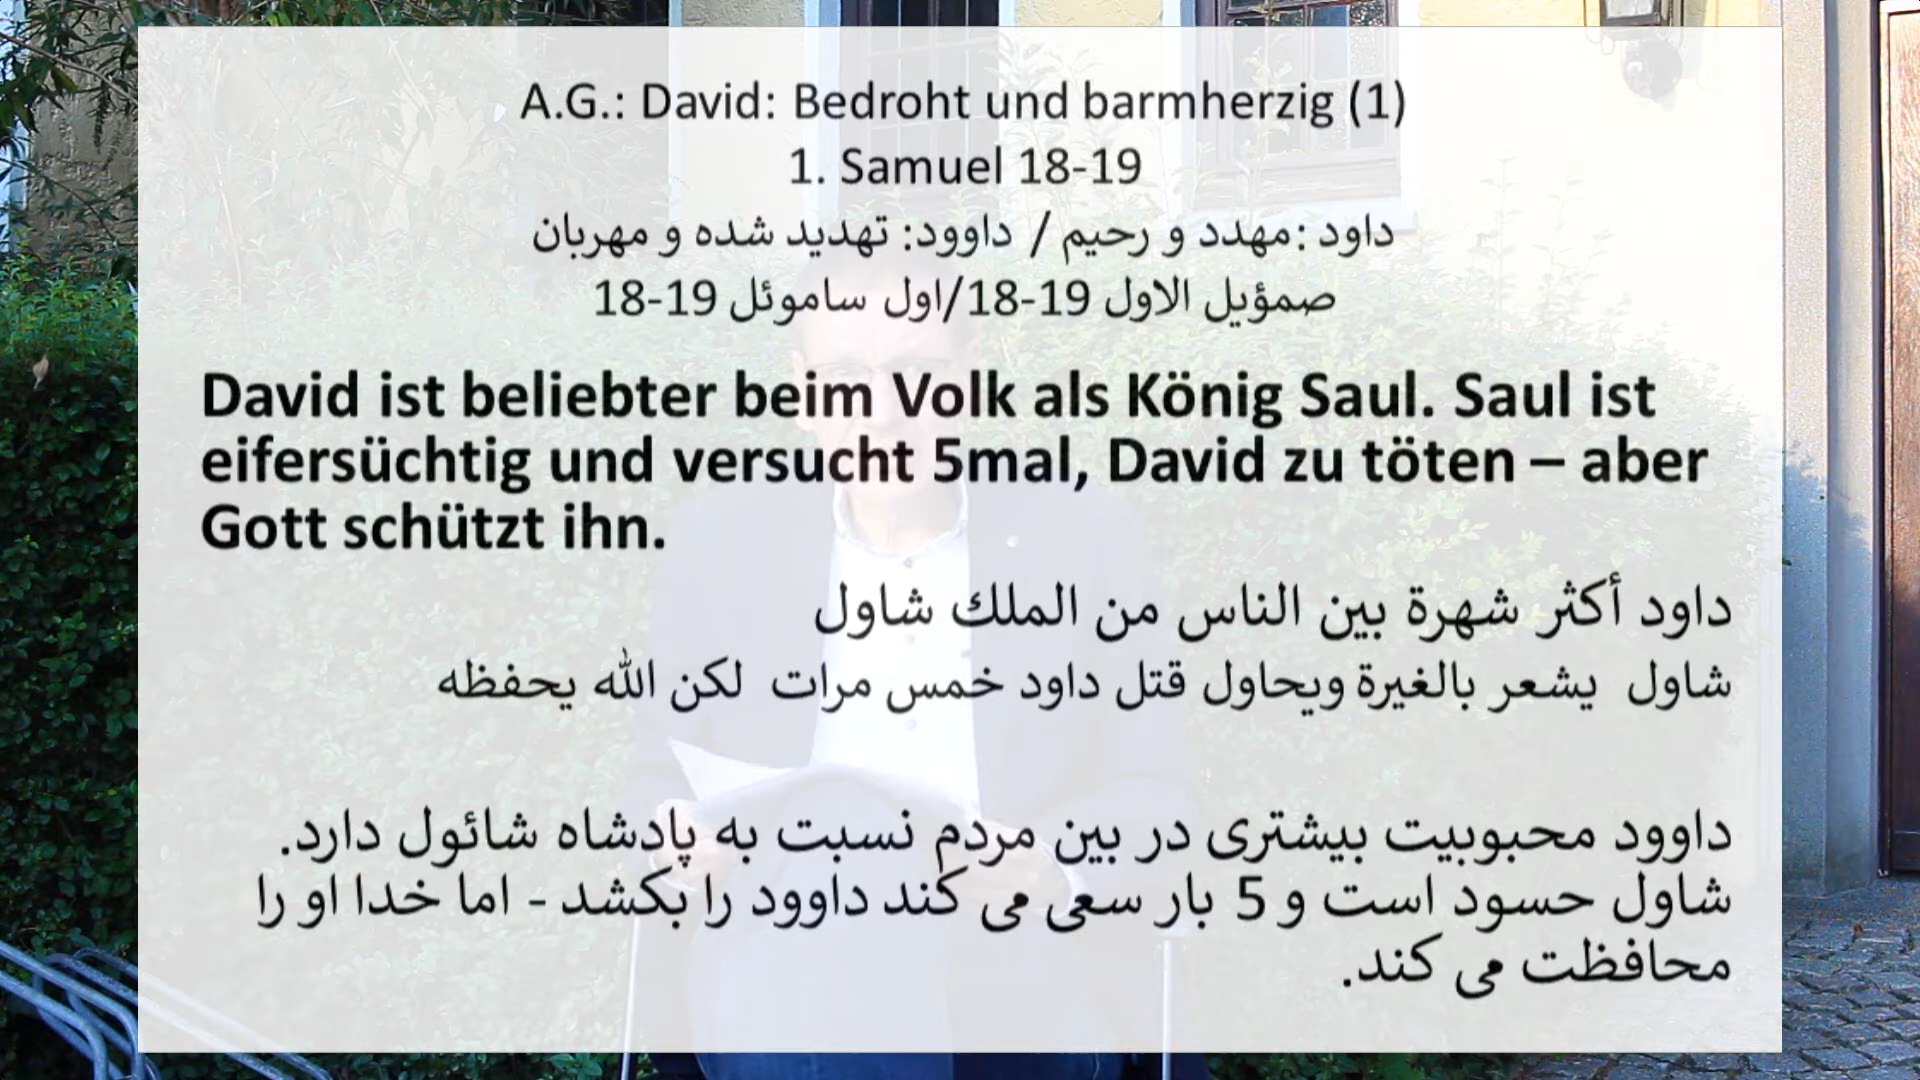 A.G.: David: Bedroht und barmherzig (1)
1. Samuel 18-19
داود :مهدد و رحيم / داوود: تهدید شده و مهربان
صمؤيل الاول 19-18/اول ساموئل 19-18
David ist beliebter beim Volk als König Saul. Saul ist
eifersüchtig und versucht 5mal, David zu töten – aber
Gott schützt ihn.
داود أكثر شهرة بين الناس من الملك شاول
شاول يشعر بالغيرة ويحاول قتل داود خمس مرات لكن الله يحفظه
داوود محبوبیت بیشتری در بین مردم نسبت به پادشاه شائول دارد.
شاول حسود است و 5 بار سعی می کند داوود را بکشد - اما خدا او را
محافظت می کند.